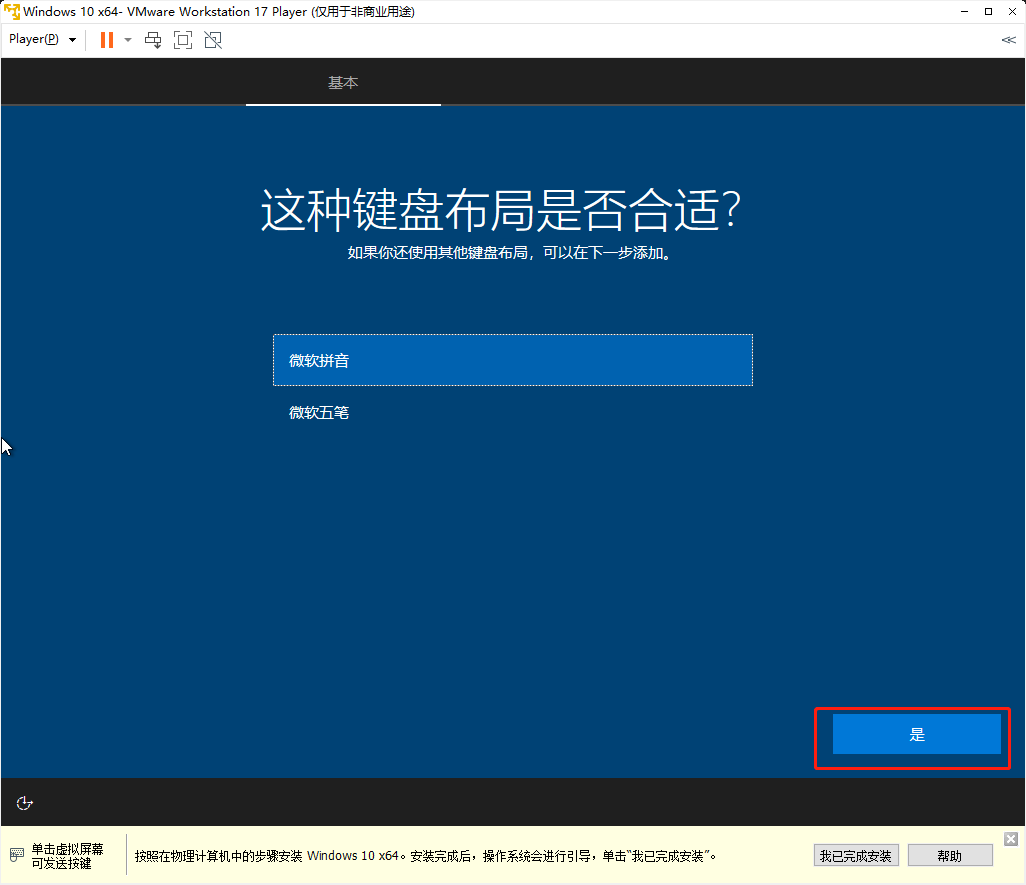 Windows 10 x64- VMware Workstation 17 Player (仅用于非商业用途)
Player(P)
基本
这种键盘布局是否合适?
如果你还使用其他键盘布局，可以在下一步添加。
微软拼音
微软五笔
是
单击虚拟屏幕
可发送按键
按照在物理计算机中的步骤安装 Windows 10 x64。安装完成后，操作系统会进行引导，单击“我已完成安装”。
我已完成安装
帮助